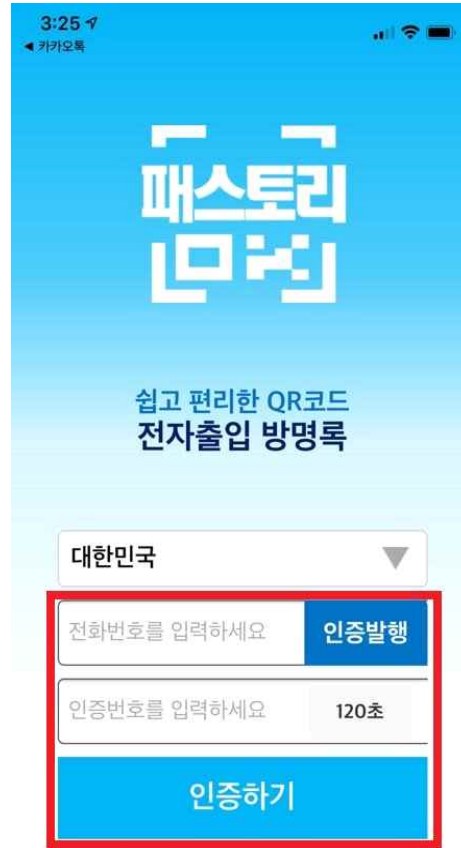 3:25
◀ 카카오톡
패스토리
쉽고 편리한 QR코드
전자출입 방명록
대한민국
전화번호를 입력하세요 인증발행
인증번호를 입력하세요 120초
인증하기